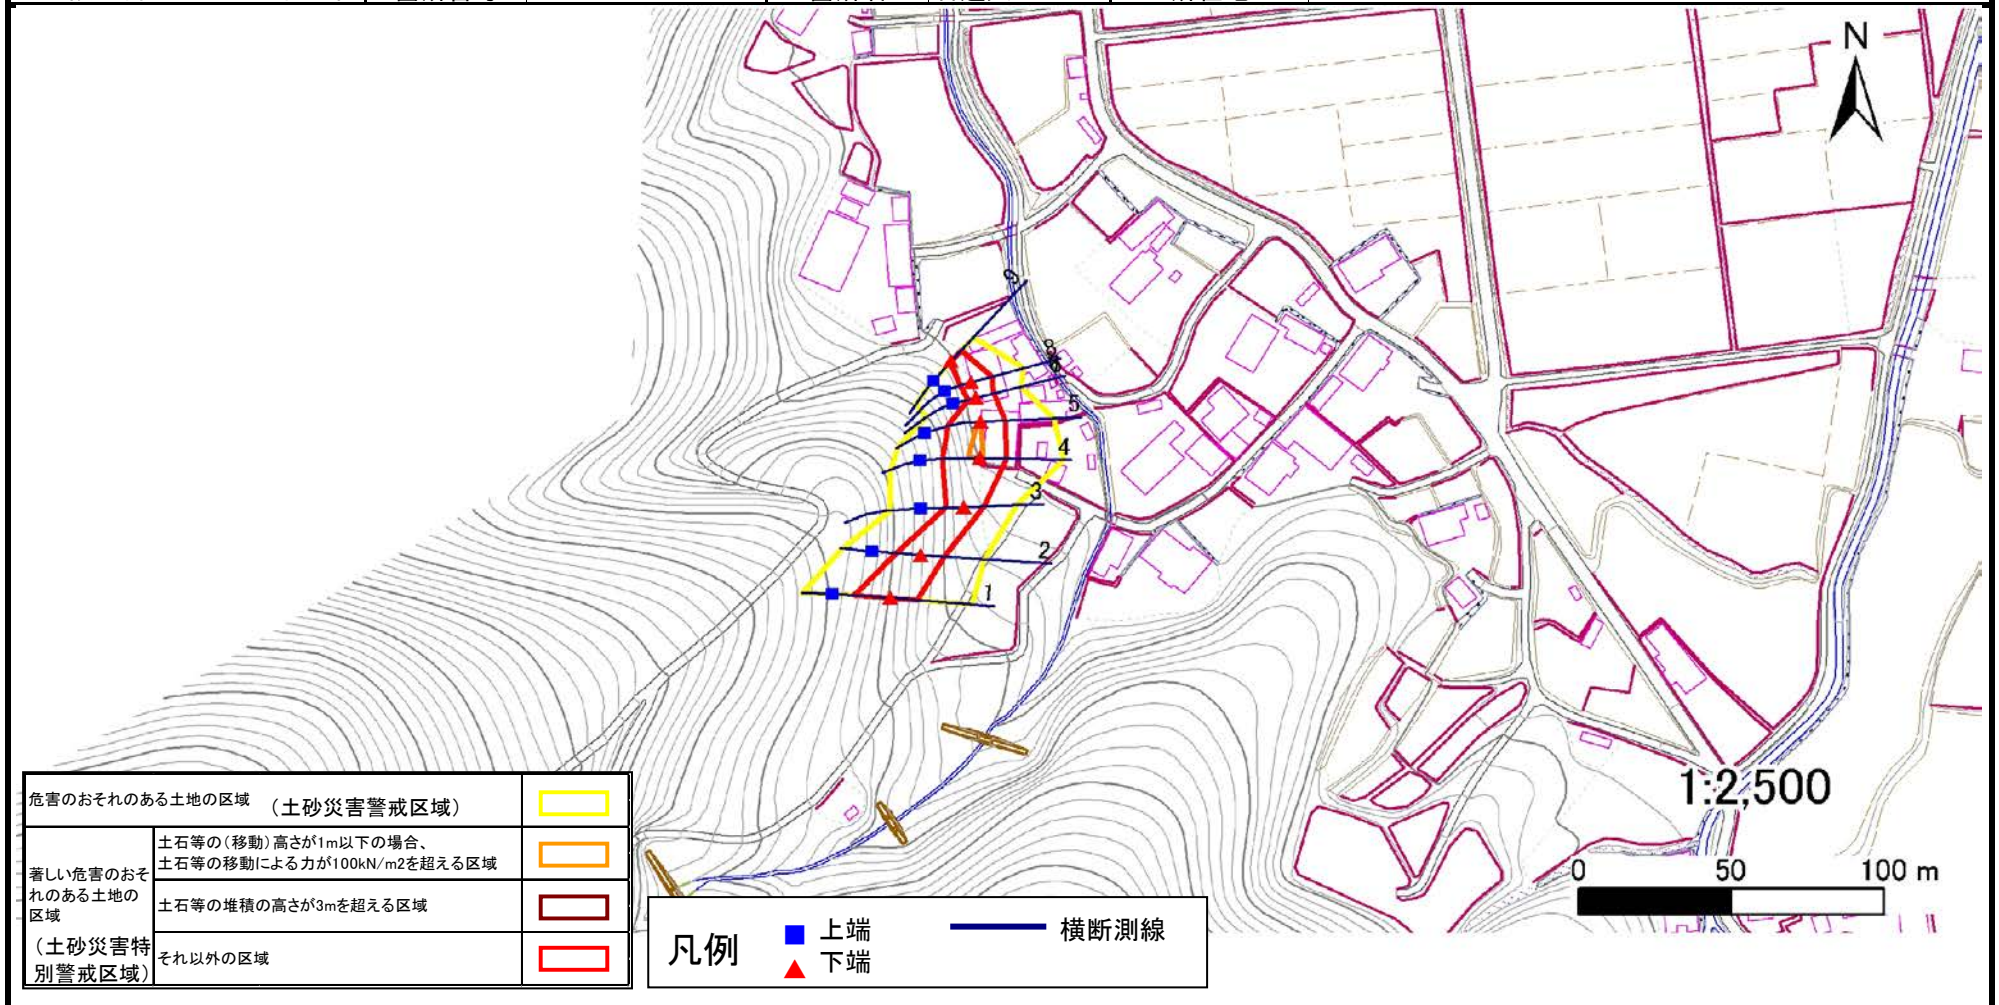 N
9
8
6
5
4
3
2
1
1:2,500
0 50 100 m
危害のおそれのある土地の区域 (土砂災害警戒区域)
著しい危害のおそ
れのある土地の
区域
(土砂災害特
別警戒区域)
土石等の(移動)高さが1m以下の場合、
土石等の移動による力が100kN/m2を超える区域
土石等の堆積の高さが3mを超える区域
それ以外の区域
凡例
上端
下端
横断測線